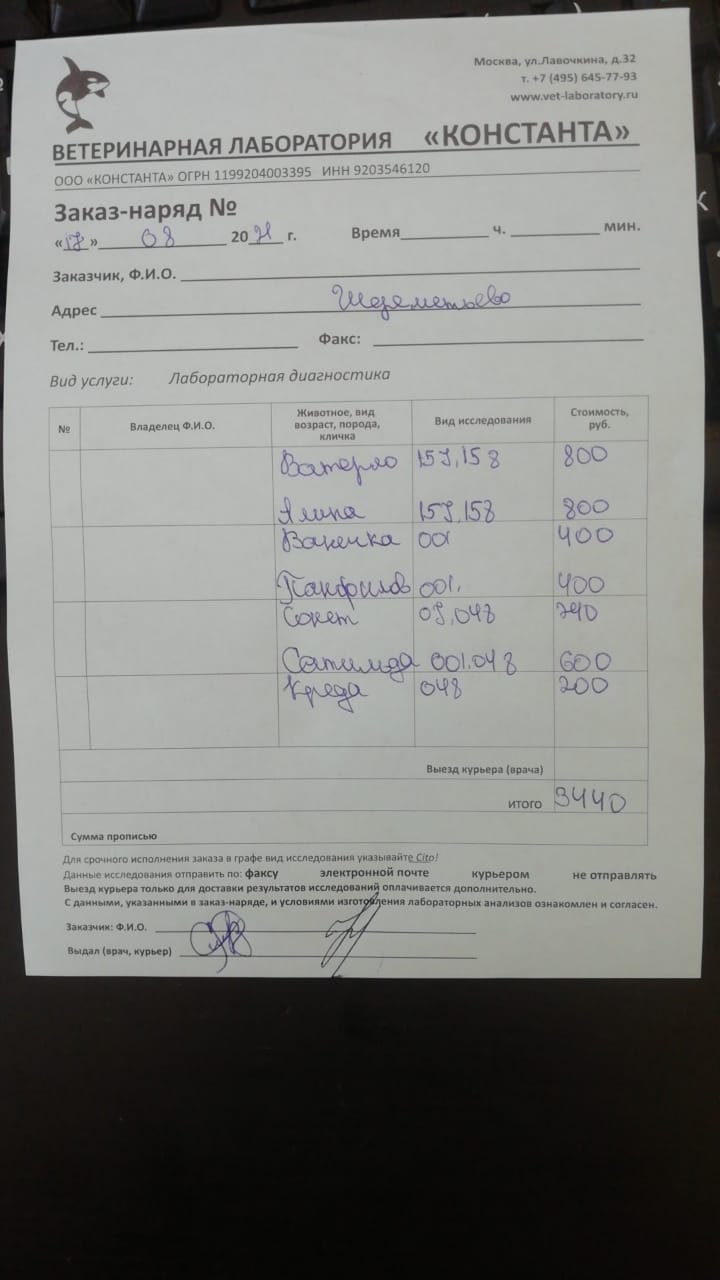 Москва, ул.Лавочкина, д.32
т. +7 (495) 645-77-93
www.vet-laboratory.ru
ВЕТЕРИНАРНАЯ ЛАБОРАТОРИЯ «КОНСТАНТА»
ООО «КОНСТАНТА» ОГРН 1199204003395 ИНН 9203546120
Заказ-наряд №
«17» 08 2021 г. Время ч. мин.
Заказчик, Ф.И.О.
Адрес Шереметьево
Тел.: Факс:
Вид услуги: Лабораторная диагностика
№ Владелец Ф.И.О. Животное, вид возраст, порода, кличка Вид исследования Стоимость, руб.
Ватерло 157,158 800
Ялина 157,158 800
Ванечка 001 400
Панфилов 001. 400
Сокет 048
001.048 600
Креда 048 200
Выезд курьера (врача)
итого 3440
Сумма прописью
Для срочного исполнения заказа в графе вид исследования указывайте Cito!
Данные исследования отправить по: факсу электронной почте курьером не отправлять
Выезд курьера только для доставки результатов исследований оплачивается дополнительно.
С данными, указанными в заказ-наряде, и условиями изготовления лабораторных анализов ознакомлен и согласен.
Заказчик: Ф.И.О.
Выдал (врач, курьер)